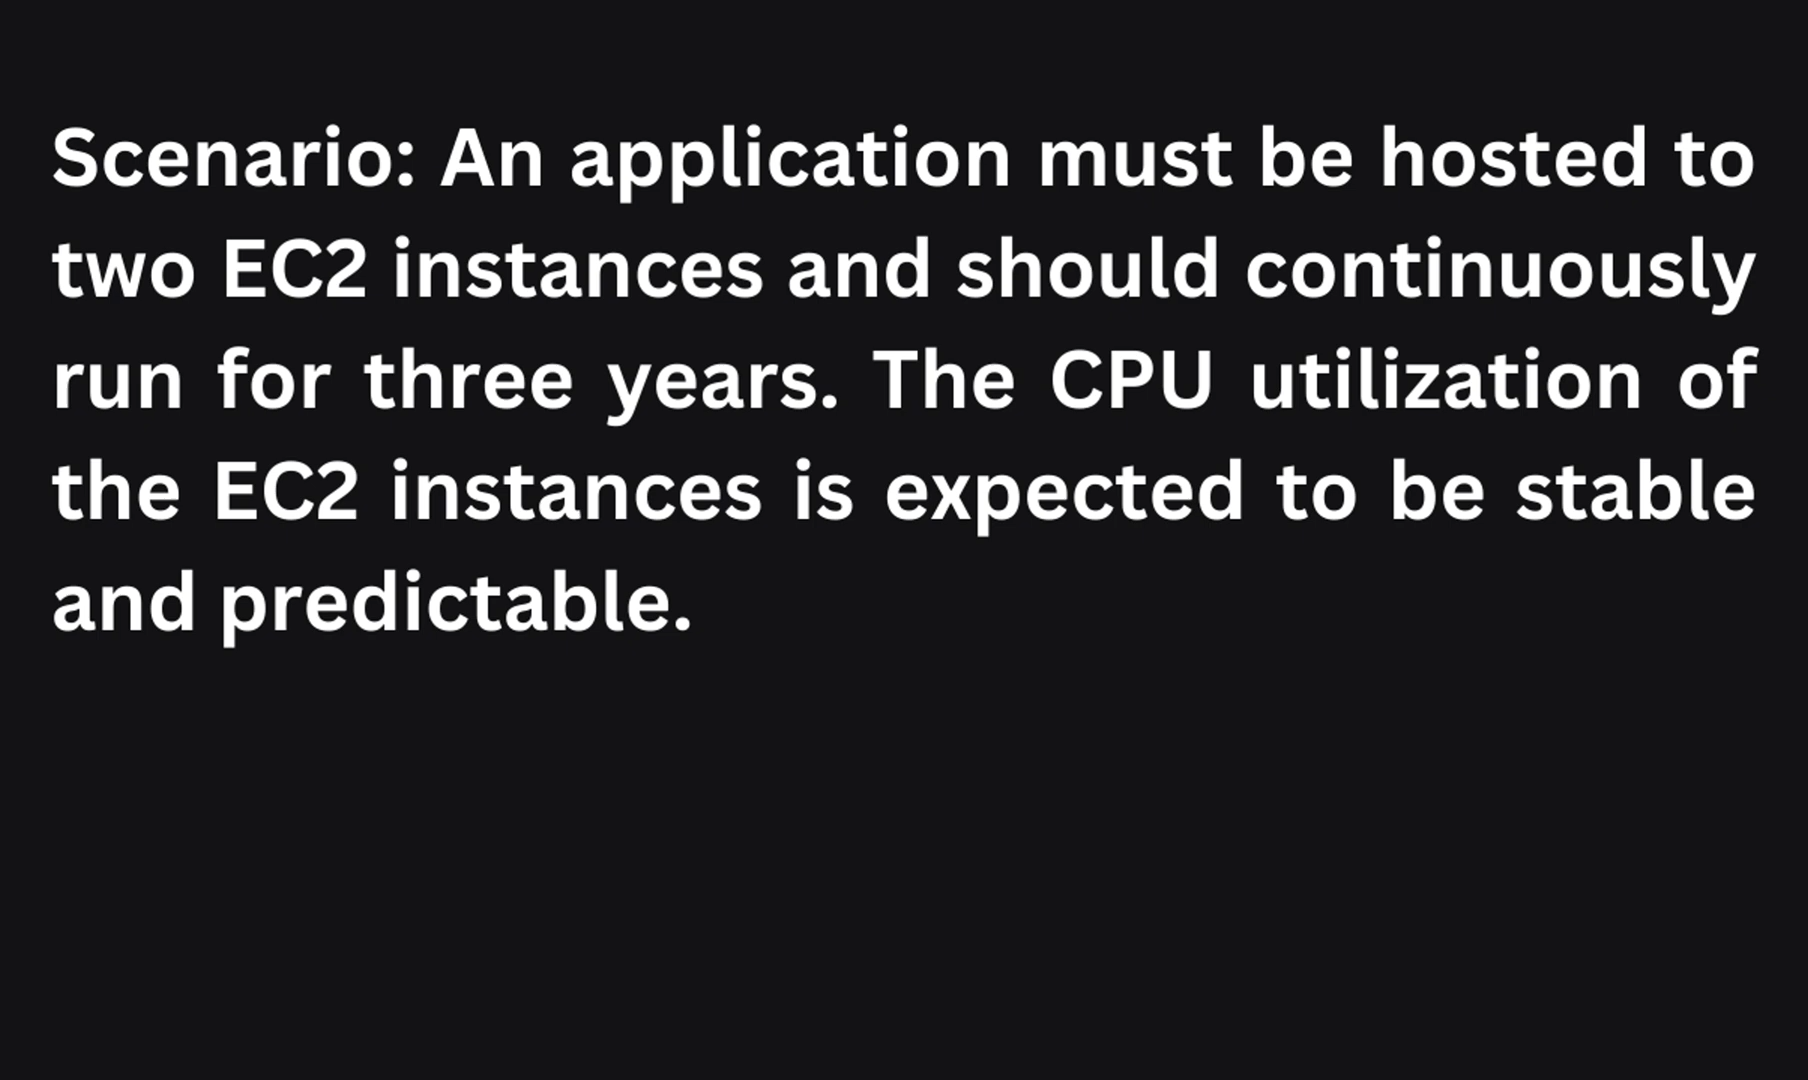 Scenario: An application must be hosted to
two EC2 instances and should continuously
run for three years. The CPU utilization of
the EC2 instances is expected to be stable
and predictable.